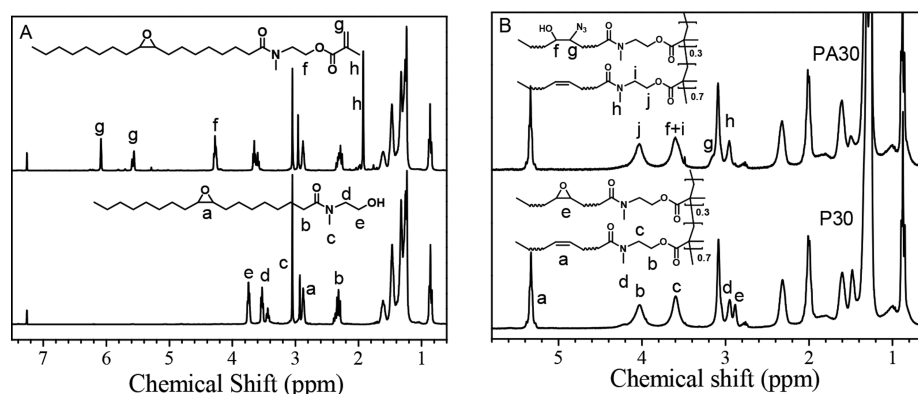 A
O
O
N
O
O
g
f
h
g
g
f
h
O
a
O
N
OH
b
c
d
e
e
d
c
a
b
7 6 5 4 3 2 1
Chemical Shift (ppm)
B
HO N₃
f g
O
N
O
O
0.3
PA30
O
N
O
O
0.7
h
i
j
j
f+i
g
h
O
e
O
N
O
O
0.3
P30
a
O
N
O
O
0.7
c
d
b
a
b
c
d
e
5 4 3 2 1
Chemical shift (ppm)